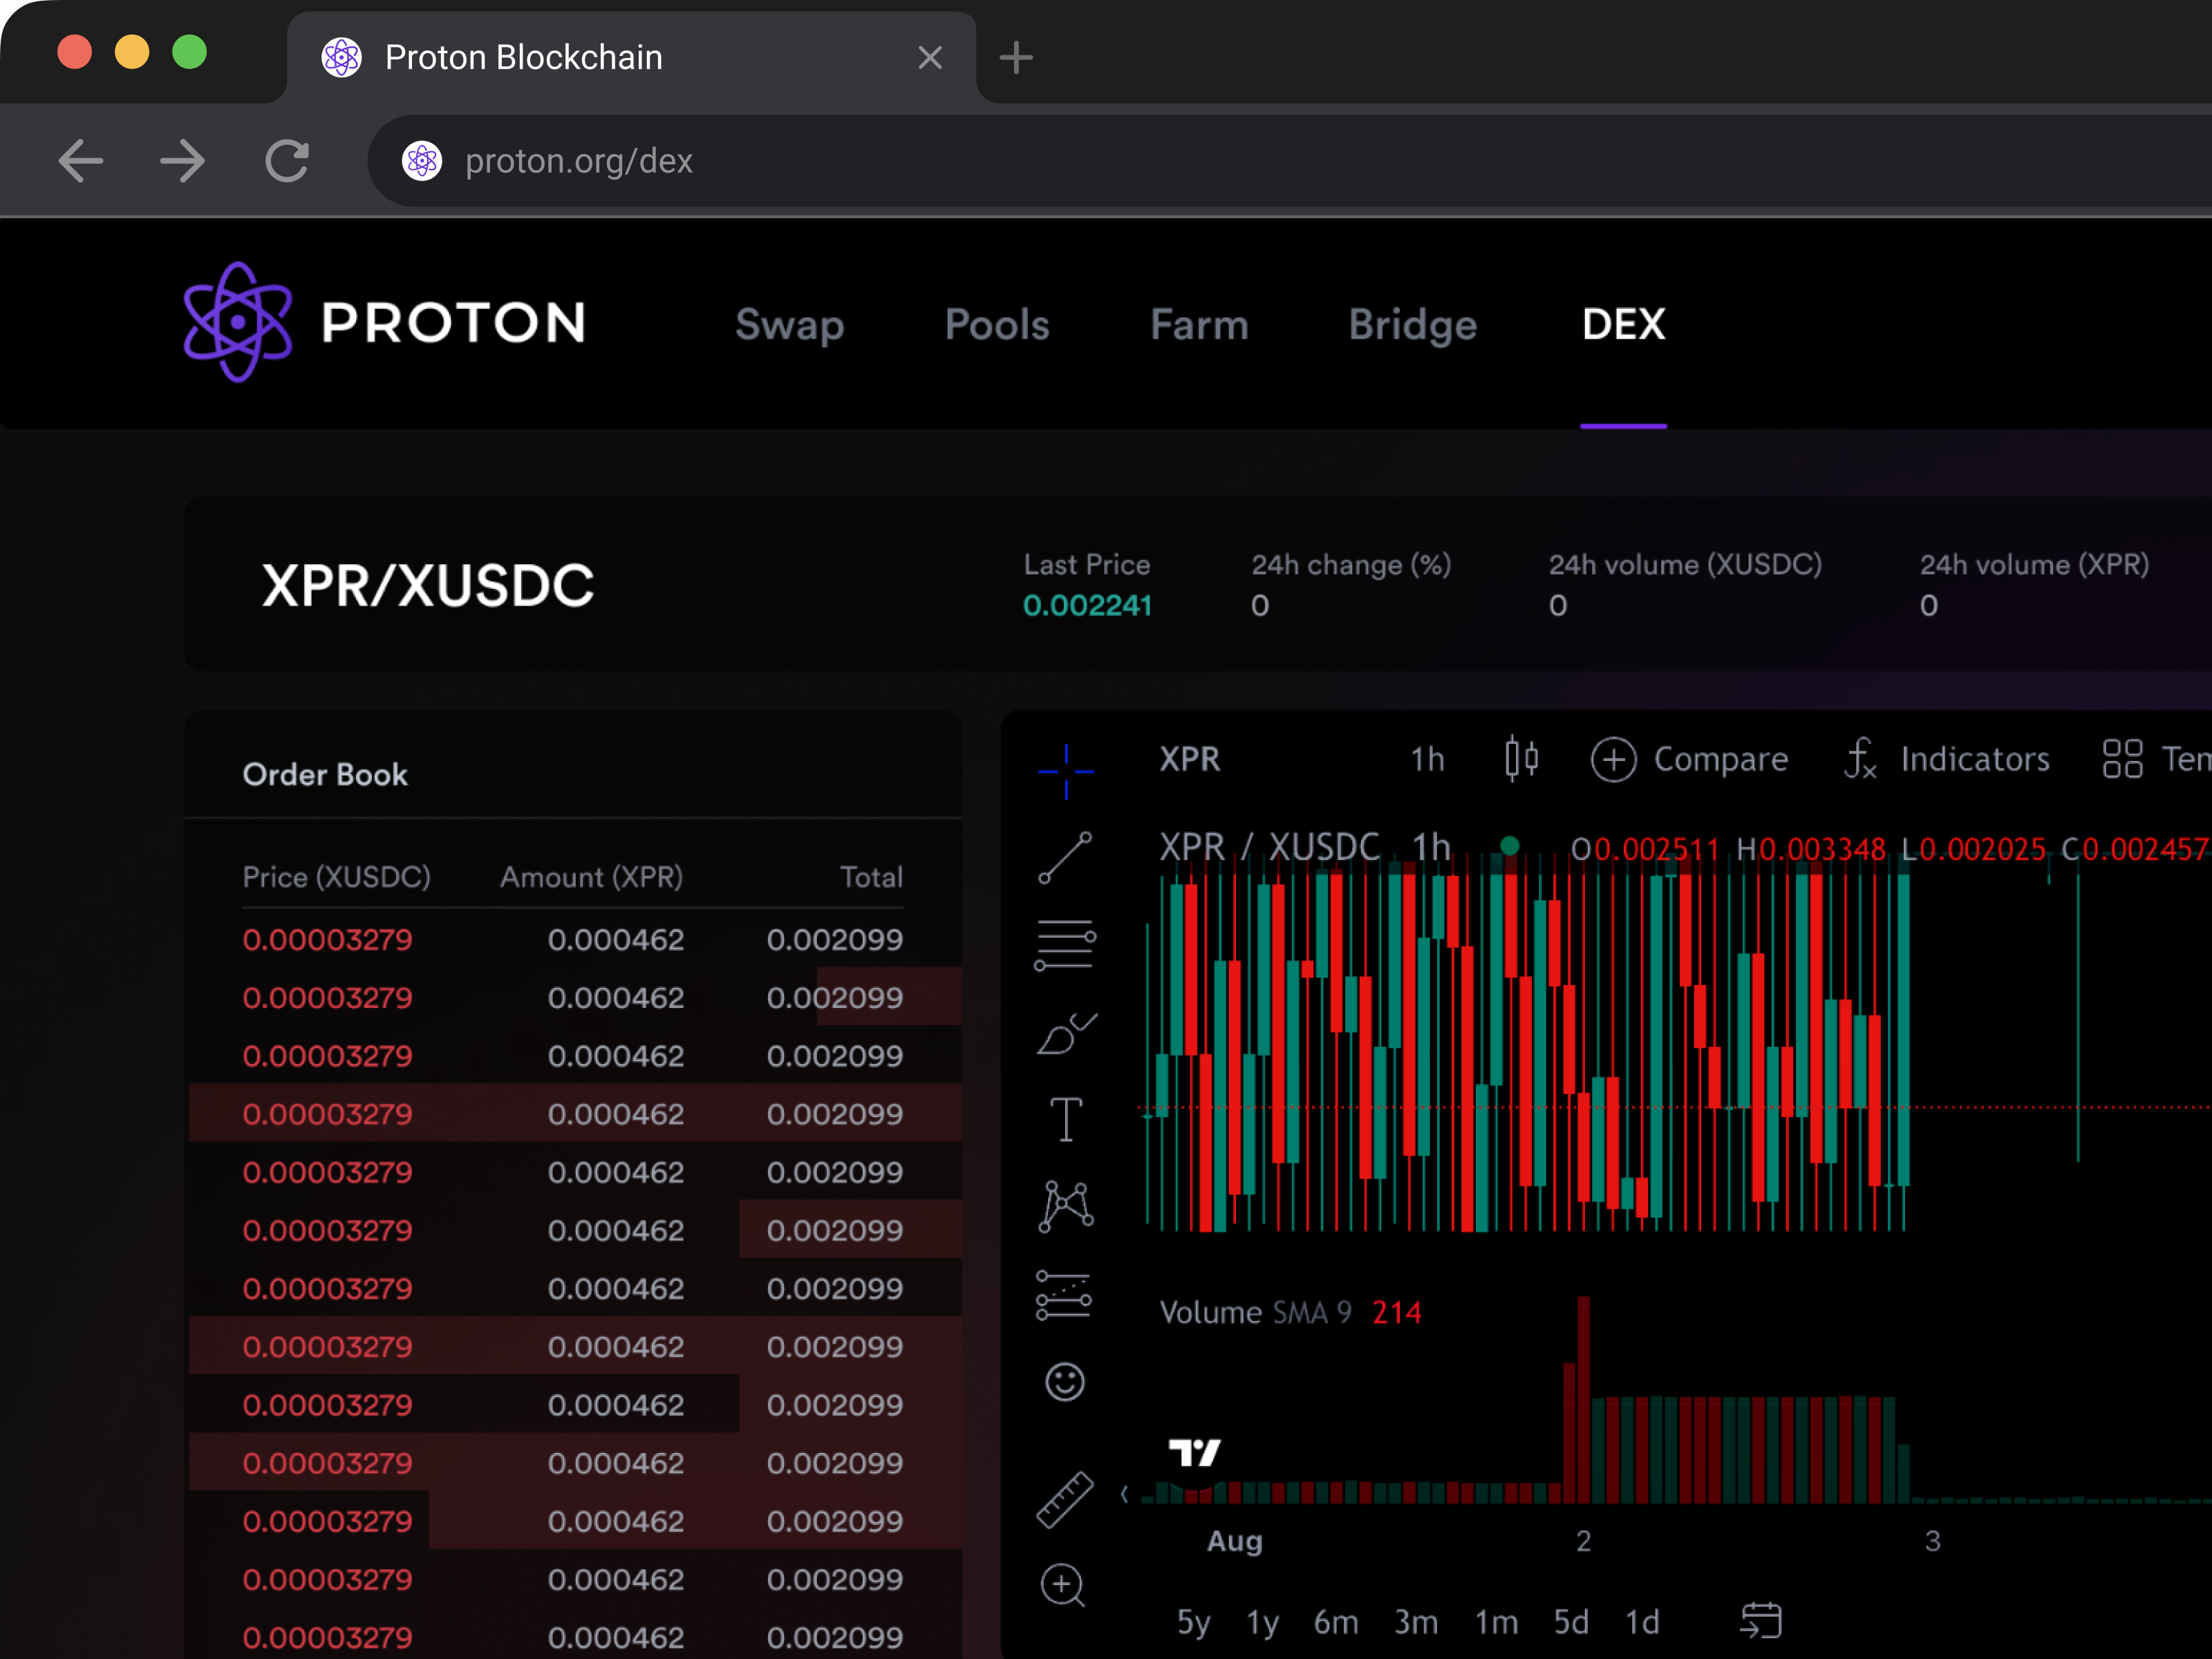 Proton Blockchain
proton.org/dex
PROTON Swap Pools Farm Bridge DEX
XPR/XUSDC
Last Price 24h change (%) 24h volume (XUSDC) 24h volume (XPR)
0.002241 0 0 0
Order Book
Price (XUSDC) Amount (XPR) Total
0.00003279 0.000462 0.002099
0.00003279 0.000462 0.002099
0.00003279 0.000462 0.002099
0.00003279 0.000462 0.002099
0.00003279 0.000462 0.002099
0.00003279 0.000462 0.002099
0.00003279 0.000462 0.002099
0.00003279 0.000462 0.002099
0.00003279 0.000462 0.002099
0.00003279 0.000462 0.002099
0.00003279 0.000462 0.002099
0.00003279 0.000462 0.002099
0.00003279 0.000462 0.002099
XPR 1h Compare Indicators
XPR / XUSDC 1h O0.002511 H0.003348 L0.002025 C0.002457
Volume SMA 9 214
Aug 2 3
5y 1y 6m 3m 1m 5d 1d